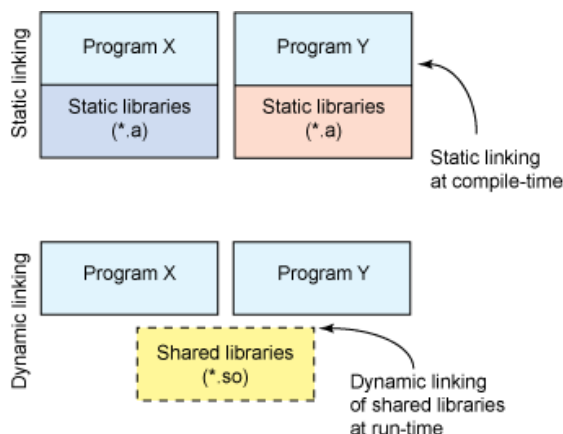 Static linking
Program X
Program Y
Static libraries
(*.a)
Static libraries
(*.a)
Static linking
at compile-time
Dynamic linking
Program X
Program Y
Shared libraries
(*.so)
Dynamic linking
of shared libraries
at run-time